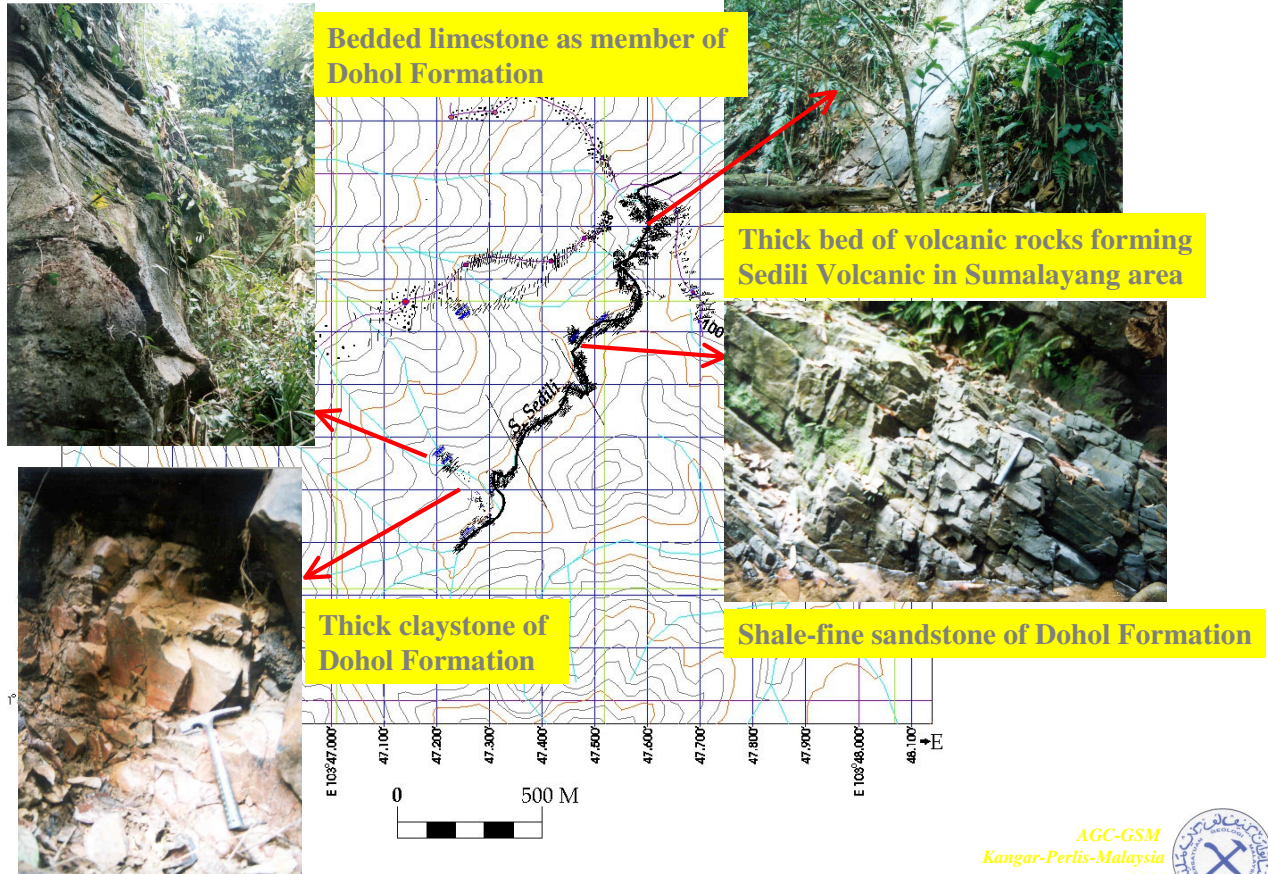 Bedded limestone as member of
Dohol Formation
Thick bed of volcanic rocks forming
Sedili Volcanic in Sumalayang area
100
S. Sedili
Thick claystone of
Dohol Formation
Shale-fine sandstone of Dohol Formation
1°
E 103°47.000'
47.100'
47.200'
47.300'
47.400'
47.500'
47.600'
47.700'
47.800'
47.900'
E 103°48.000'
48.100'
E
0 500 M
AGC-GSM
Kangar-Perlis-Malaysia